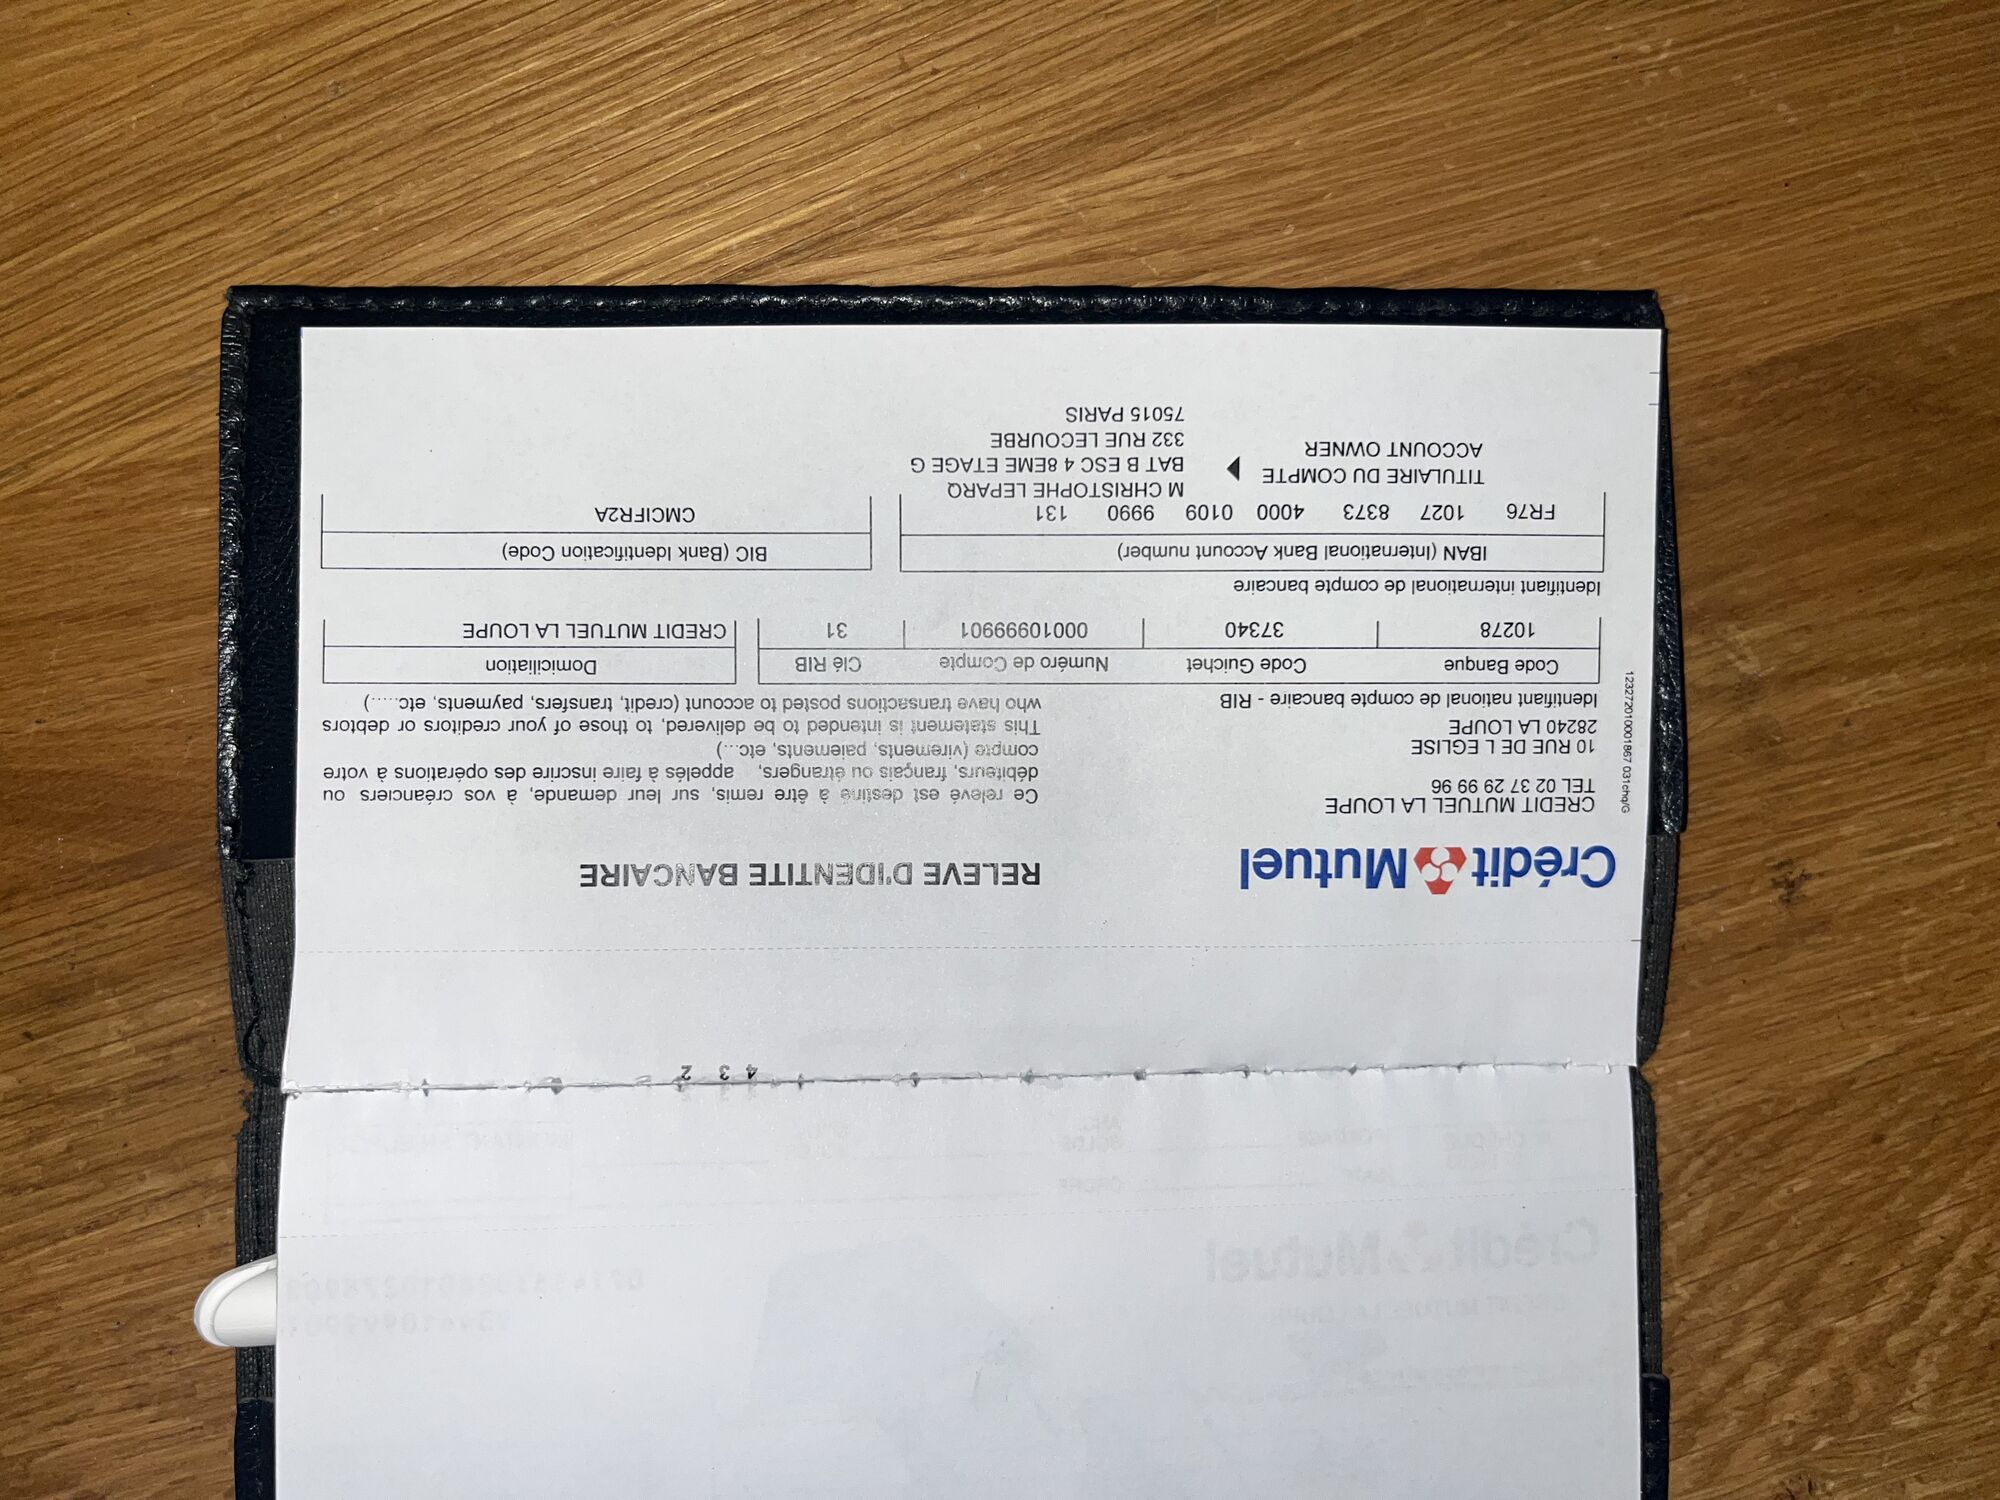 Crédit Mutuel
CREDIT MUTUEL LA LOUPE
TEL 02 37 29 99 96
10 RUE DE L EGLISE
28240 LA LOUPE
RELEVE D'IDENTITE BANCAIRE
Ce relevé est destiné à être remis, sur leur demande, à vos créanciers ou
débiteurs, français ou étrangers, appelés à faire inscrire des opérations à votre
compte (virements, paiements, etc...)
This statement is intended to be delivered, to those of your creditors or debtors
who have transactions posted to account (credit, transfers, payments, etc.....)
123272010001867 031chq/G
Identifiant national de compte bancaire - RIB
Code Banque Code Guichet Numéro de Compte Clé RIB Domiciliation
10278 37340 00010999901 31 CREDIT MUTUEL LA LOUPE
Identifiant international de compte bancaire
IBAN (International Bank Account number) BIC (Bank Identification Code)
FR76 1027 8373 4000 0109 9990 131 CMCIFR2A
TITULAIRE DU COMPTE
ACCOUNT OWNER
M CHRISTOPHE LEPARQ
BAT B ESC 4 8EME ETAGE G
332 RUE LECOURBE
75015 PARIS
4 3 2
Crédit Mutuel